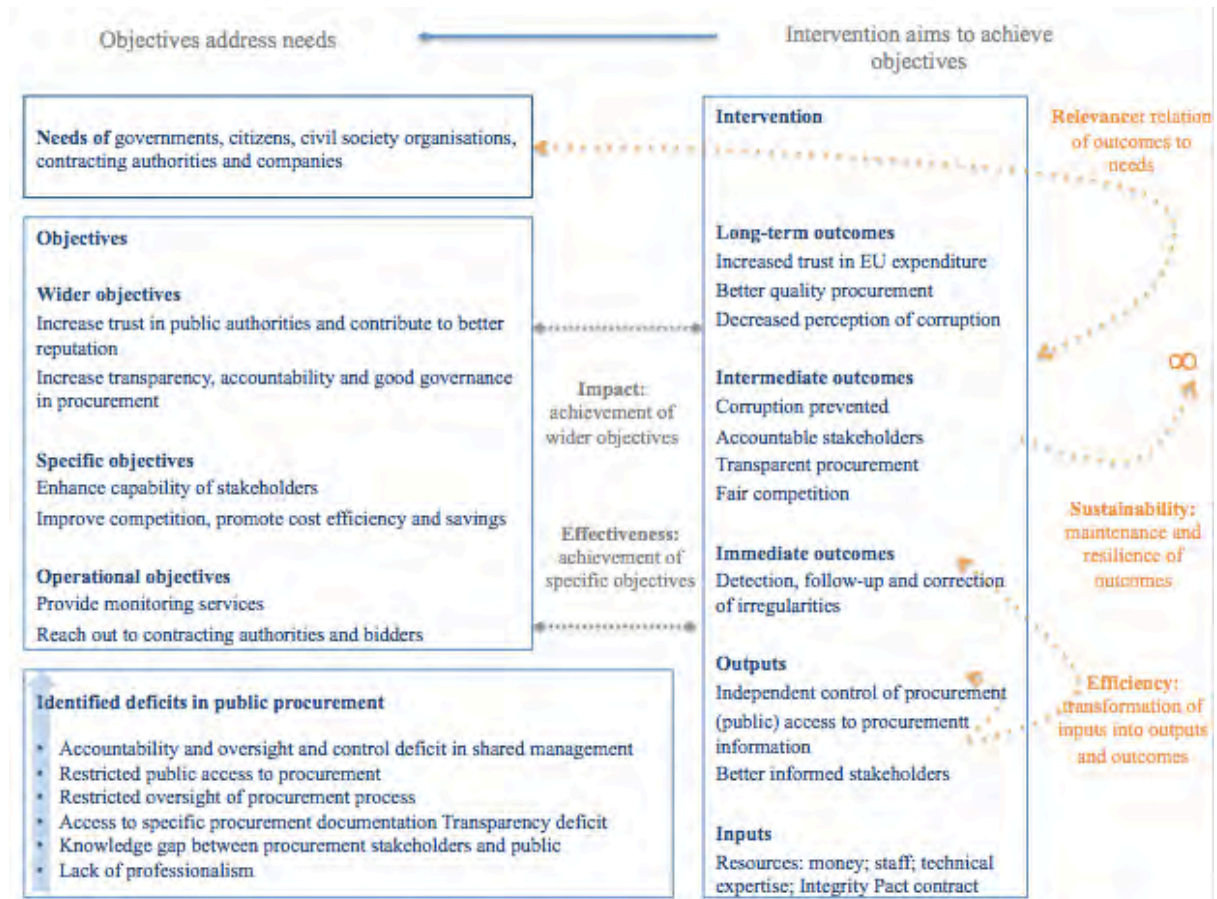 Objectives address needs
Intervention aims to achieve
objectives
Needs of governments, citizens, civil society organisations,
contracting authorities and companies
Objectives
Wider objectives
Increase trust in public authorities and contribute to better
reputation
Increase transparency, accountability and good governance
in procurement
Specific objectives
Enhance capability of stakeholders
Improve competition, promote cost efficiency and savings
Operational objectives
Provide monitoring services
Reach out to contracting authorities and bidders
Identified deficits in public procurement
• Accountability and oversight and control deficit in shared management
• Restricted public access to procurement
• Restricted oversight of procurement process
• Access to specific procurement documentation Transparency deficit
• Knowledge gap between procurement stakeholders and public
• Lack of professionalism
Impact:
achievement of
wider objectives
Effectiveness:
achievement of
specific objectives
Intervention
Long-term outcomes
Increased trust in EU expenditure
Better quality procurement
Decreased perception of corruption
Intermediate outcomes
Corruption prevented
Accountable stakeholders
Transparent procurement
Fair competition
Immediate outcomes
Detection, follow-up and correction
of irregularities
Outputs
Independent control of procurement
(public) access to procurementt
information
Better informed stakeholders
Inputs
Resources: money; staff; technical
expertise; Integrity Pact contract
Relevance: relation
of outcomes to
needs
∞
Sustainability:
maintenance and
resilience of
outcomes
Efficiency:
transformation of
inputs into outputs
and outcomes